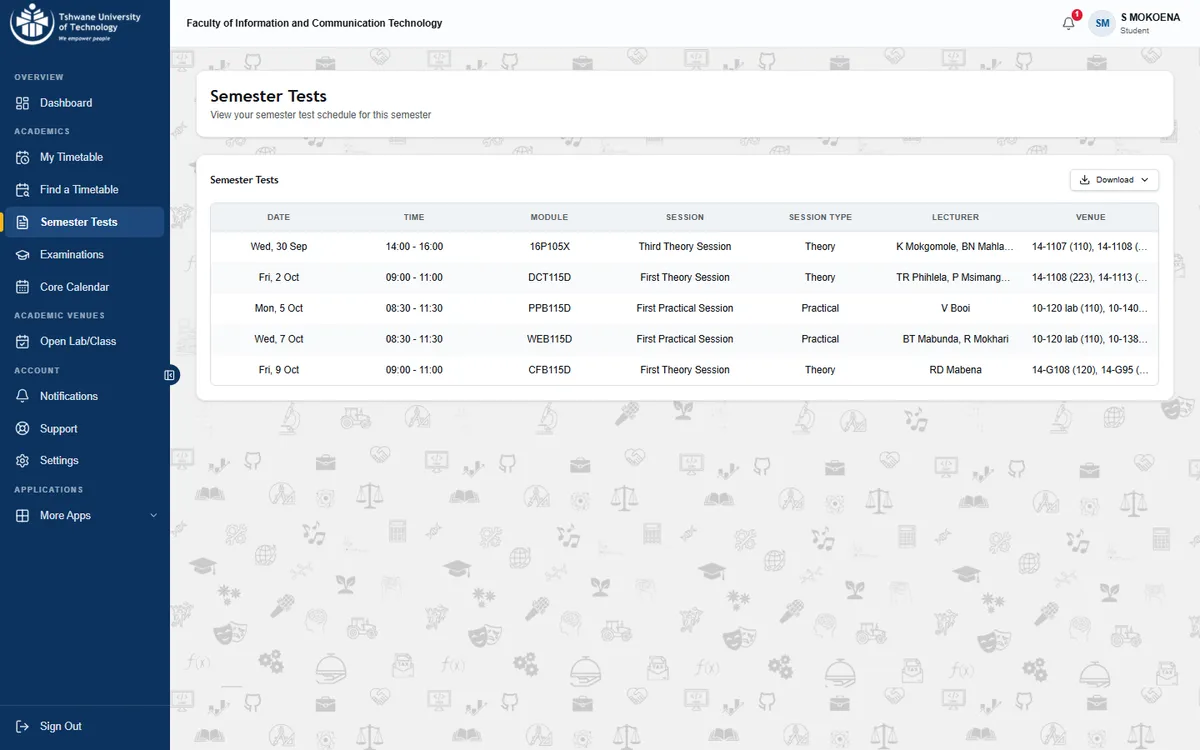 Tshwane University
of Technology
We empower people
Faculty of Information and Communication Technology
1
SM
S MOKOENA
Student
OVERVIEW
Dashboard
ACADEMICS
My Timetable
Find a Timetable
Semester Tests
Examinations
Core Calendar
ACADEMIC VENUES
Open Lab/Class
ACCOUNT
Notifications
Support
Settings
APPLICATIONS
More Apps
Sign Out
Semester Tests
View your semester test schedule for this semester
Semester Tests
Download
DATE TIME MODULE SESSION SESSION TYPE LECTURER VENUE
Wed, 30 Sep 14:00 - 16:00 16P105X Third Theory Session Theory K Mokgomole, BN Mahla... 14-1107 (110), 14-1108 (...
Fri, 2 Oct 09:00 - 11:00 DCT115D First Theory Session Theory TR Phihlela, P Msimang... 14-1108 (223), 14-1113 (...
Mon, 5 Oct 08:30 - 11:30 PPB115D First Practical Session Practical V Booi 10-120 lab (110), 10-140...
Wed, 7 Oct 08:30 - 11:30 WEB115D First Practical Session Practical BT Mabunda, R Mokhari 10-120 lab (110), 10-138...
Fri, 9 Oct 09:00 - 11:00 CFB115D First Theory Session Theory RD Mabena 14-G108 (120), 14-G95 (...
f(x) f(x) f(x) f(x)